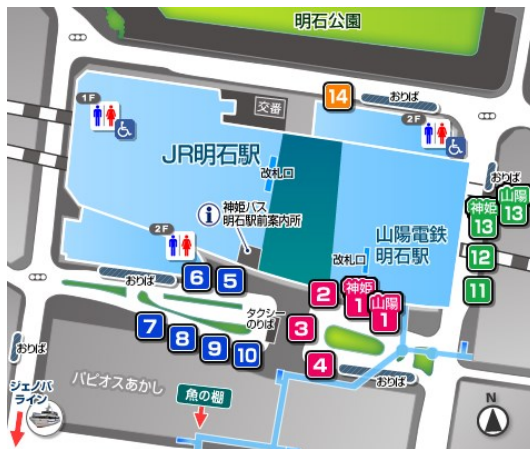 明石公園
1F
交番
14
おりば
2F
JR明石駅
改札口
おりば
神姫
13
山陽
13
神姫バス
明石駅前案内所
山陽電鉄
明石駅
改札口
12
11
2F
おりば
6
5
2
神姫
1
山陽
1
タクシー
のりば
3
7
8
9
10
4
おりば
おりば
ジェノバ
ライン
パピオスあかし
魚の棚
N